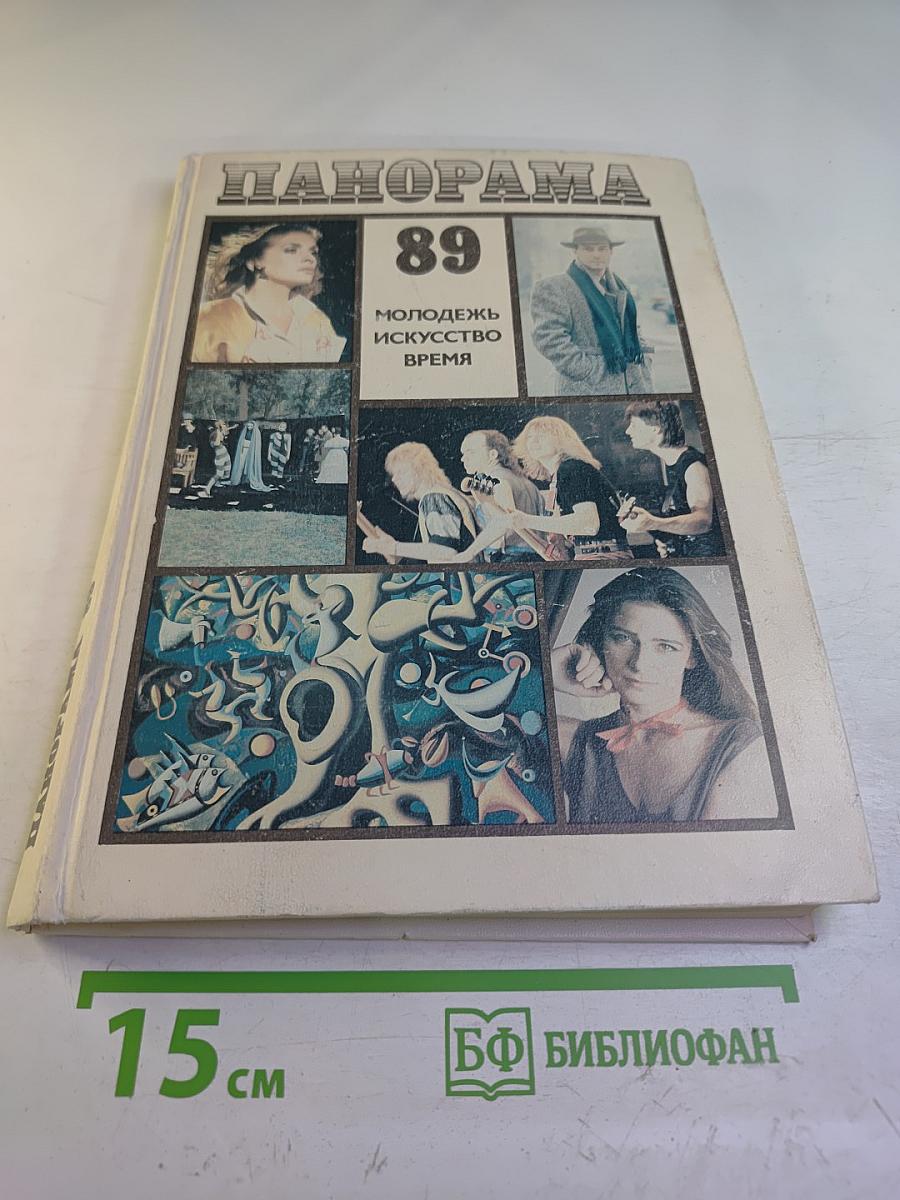 ПАНОРАМА
89
МОЛОДЕЖЬ
ИСКУССТВО
ВРЕМЯ
15 см
БФ БИБЛИОФАН